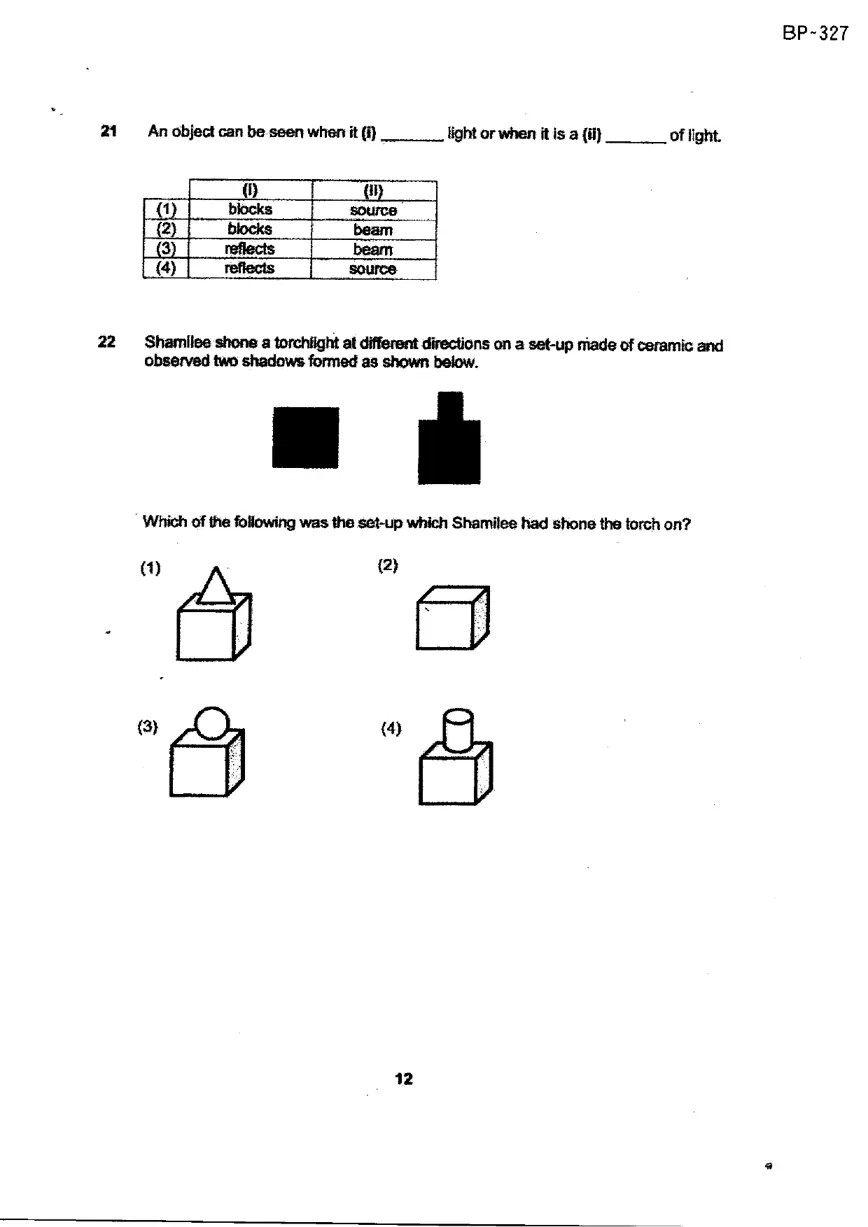 BP-327
21 An object can be seen when it (i) ______ light or when it is a (ii) ______ of light.
(i) (ii)
(1) blocks source
(2) blocks beam
(3) reflects beam
(4) reflects source
22 Shamilee shone a torchlight at different directions on a set-up made of ceramic and
observed two shadows formed as shown below.
Which of the following was the set-up which Shamilee had shone the torch on?
(1) (2)
(3) (4)
12